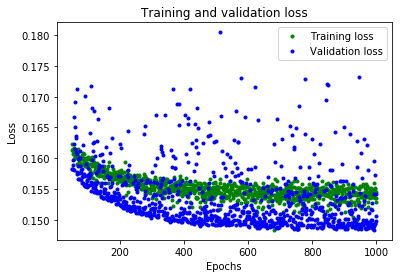 Training and validation loss
Training loss
Validation loss
0.180
0.175
0.170
0.165
0.160
0.155
0.150
Loss
200
400
600
800
1000
Epochs